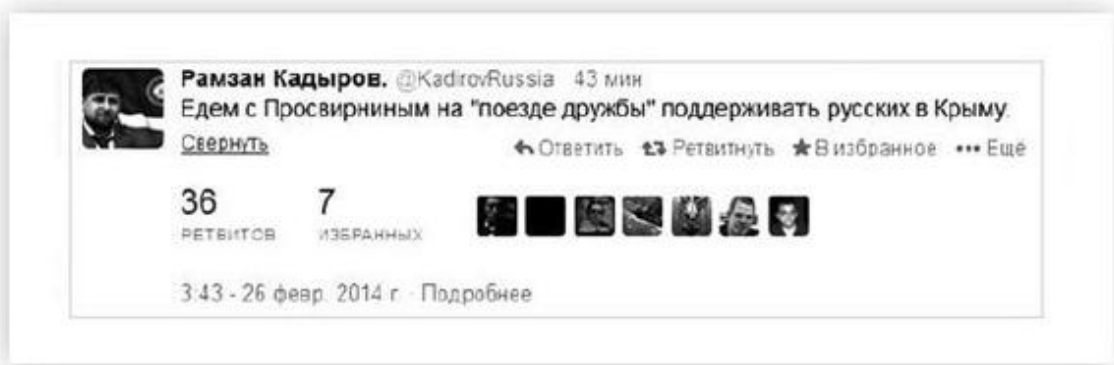 Рамзан Кадыров. @KadirovRussia 43 мин
Едем с Просвирниным на "поезде дружбы" поддерживать русских в Крыму.
Свернуть Ответить Ретвитнуть В избранное ••• Ещё
36 7
РЕТВИТОВ ИЗБРАННЫХ
3:43 - 26 февр. 2014 г. · Подробнее